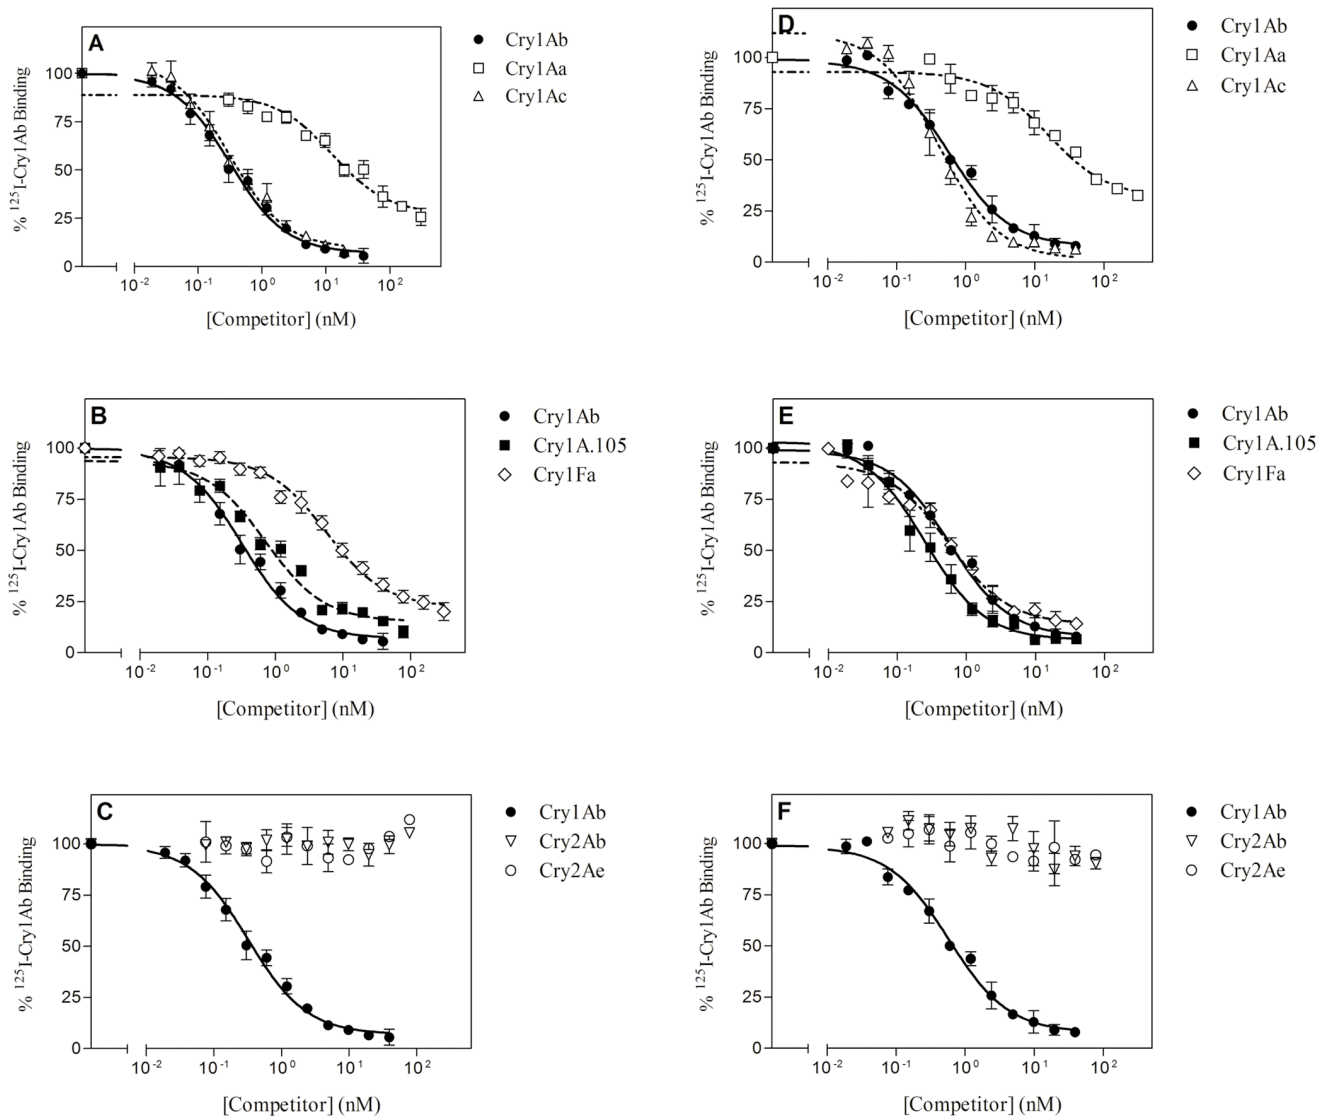 A
Cry1Ab
Cry1Aa
Cry1Ac
% ¹²⁵I-Cry1Ab Binding
100
75
50
25
0
10⁻² 10⁻¹ 10⁰ 10¹ 10²
[Competitor] (nM)
D
Cry1Ab
Cry1Aa
Cry1Ac
% ¹²⁵I-Cry1Ab Binding
100
75
50
25
0
10⁻² 10⁻¹ 10⁰ 10¹ 10²
[Competitor] (nM)
B
Cry1Ab
Cry1A.105
Cry1Fa
% ¹²⁵I-Cry1Ab Binding
100
75
50
25
0
10⁻² 10⁻¹ 10⁰ 10¹ 10²
[Competitor] (nM)
E
Cry1Ab
Cry1A.105
Cry1Fa
% ¹²⁵I-Cry1Ab Binding
100
75
50
25
0
10⁻² 10⁻¹ 10⁰ 10¹ 10²
[Competitor] (nM)
C
Cry1Ab
Cry2Ab
Cry2Ae
% ¹²⁵I-Cry1Ab Binding
100
75
50
25
0
10⁻² 10⁻¹ 10⁰ 10¹ 10²
[Competitor] (nM)
F
Cry1Ab
Cry2Ab
Cry2Ae
% ¹²⁵I-Cry1Ab Binding
100
75
50
25
0
10⁻² 10⁻¹ 10⁰ 10¹ 10²
[Competitor] (nM)